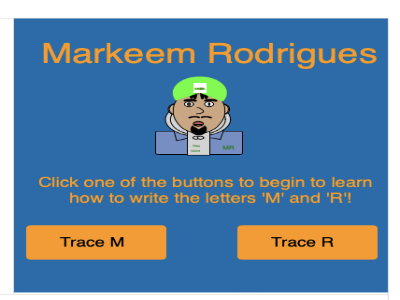 Markeem Rodrigues
MR
Click one of the buttons to begin to learn
how to write the letters 'M' and 'R'!
Trace M
Trace R